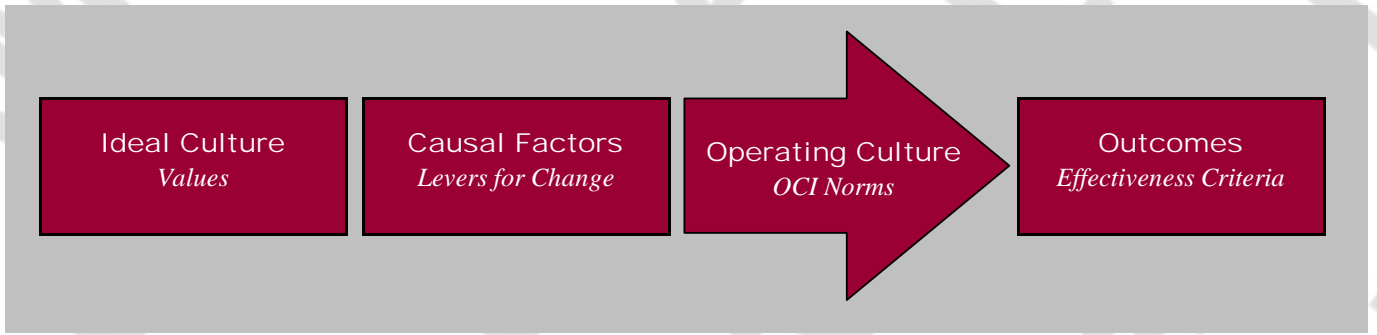 Ideal Culture
Values
Causal Factors
Levers for Change
Operating Culture
OCI Norms
Outcomes
Effectiveness Criteria